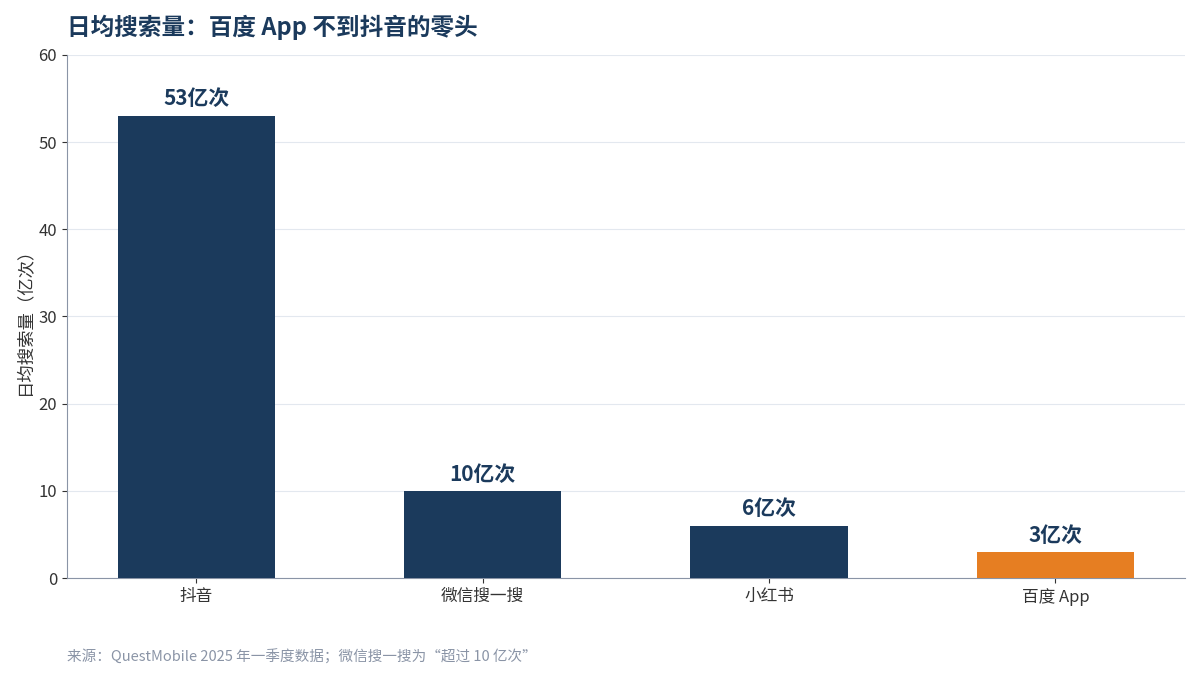 日均搜索量：百度 App 不到抖音的零头
日均搜索量（亿次）
60
50
40
30
20
10
0
53亿次
10亿次
6亿次
3亿次
抖音
微信搜一搜
小红书
百度 App
来源：QuestMobile 2025 年一季度数据；微信搜一搜为“超过 10 亿次”